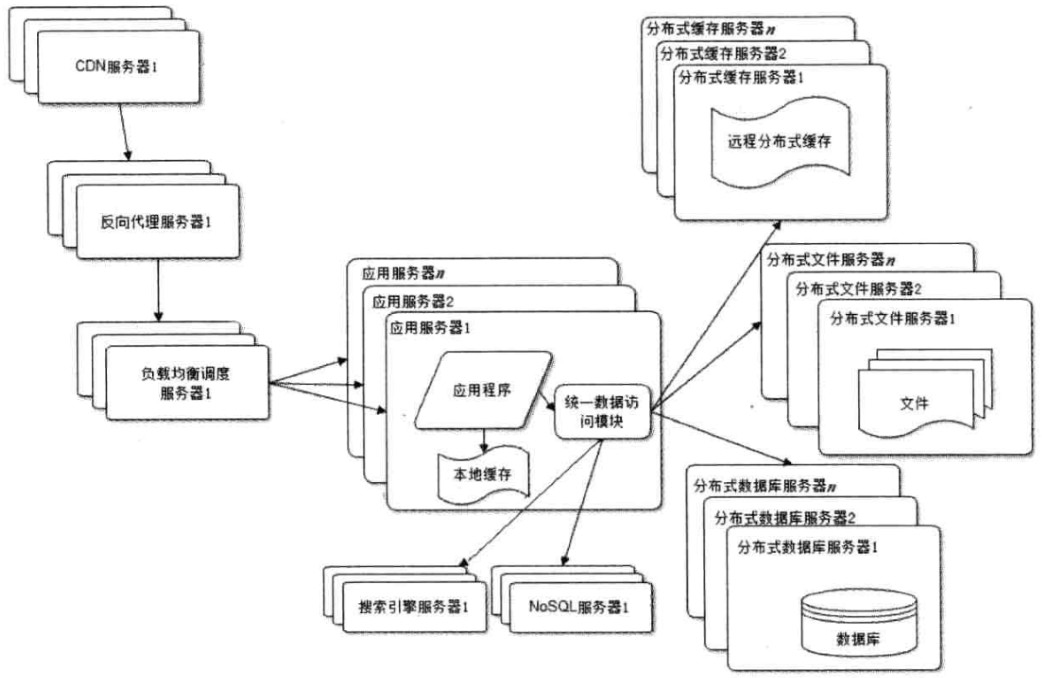 CDN服务器1
反向代理服务器1
负载均衡调度
服务器1
应用服务器n
应用服务器2
应用服务器1
应用程序
统一数据访
问模块
本地缓存
搜索引擎服务器1
NoSQL服务器1
分布式缓存服务器n
分布式缓存服务器2
分布式缓存服务器1
远程分布式缓存
分布式文件服务器n
分布式文件服务器2
分布式文件服务器1
文件
分布式数据库服务器n
分布式数据库服务器2
分布式数据库服务器1
数据库